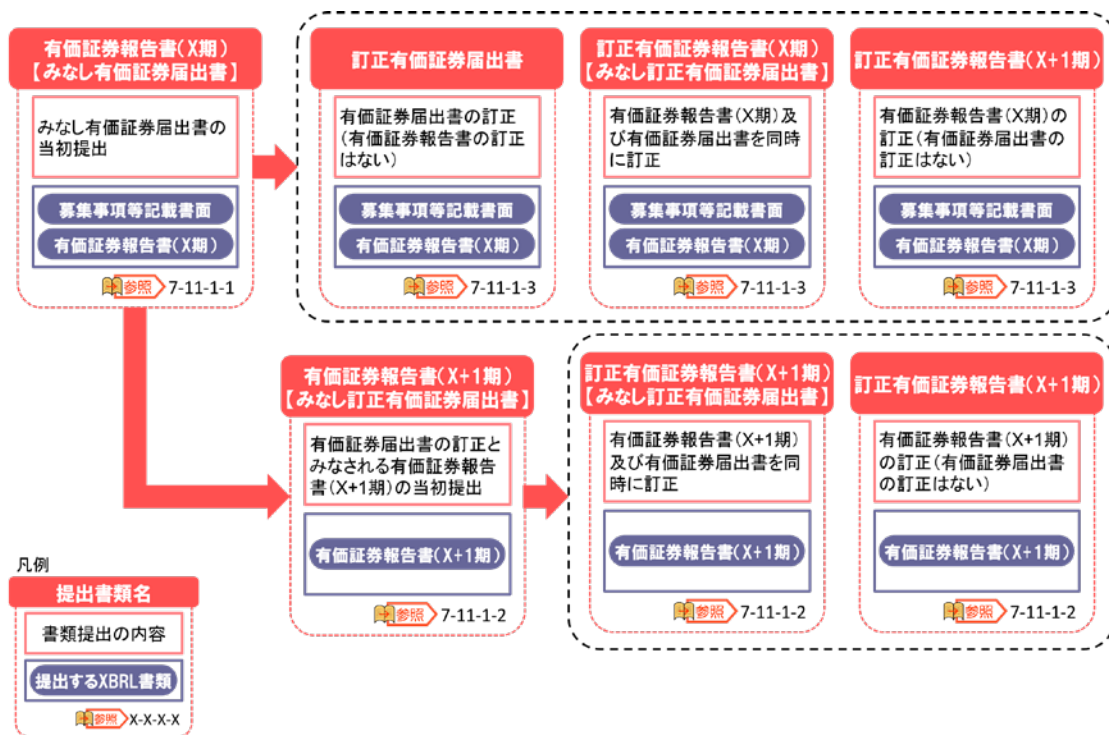 有価証券報告書(X期)
【みなし有価証券届出書】
みなし有価証券届出書の
当初提出
募集事項等記載書面
有価証券報告書(X期)
参照 7-11-1-1
訂正有価証券届出書
有価証券届出書の訂正
(有価証券報告書の訂正
はない)
募集事項等記載書面
有価証券報告書(X期)
参照 7-11-1-3
訂正有価証券報告書(X期)
【みなし訂正有価証券届出書】
有価証券報告書(X期)及
び有価証券届出書を同時
に訂正
募集事項等記載書面
有価証券報告書(X期)
参照 7-11-1-3
訂正有価証券報告書(X+1期)
有価証券報告書(X期)の
訂正(有価証券届出書の
訂正はない)
募集事項等記載書面
有価証券報告書(X期)
参照 7-11-1-3
有価証券報告書(X+1期)
【みなし訂正有価証券届出書】
有価証券届出書の訂正と
みなされる有価証券報告
書(X+1期)の当初提出
有価証券報告書(X+1期)
参照 7-11-1-2
訂正有価証券報告書(X+1期)
【みなし訂正有価証券届出書】
有価証券報告書(X+1期)
及び有価証券届出書を同
時に訂正
有価証券報告書(X+1期)
参照 7-11-1-2
訂正有価証券報告書(X+1期)
有価証券報告書(X+1期)
の訂正(有価証券届出書
の訂正はない)
有価証券報告書(X+1期)
参照 7-11-1-2
凡例
提出書類名
書類提出の内容
提出するXBRL書類
参照 X-X-X-X